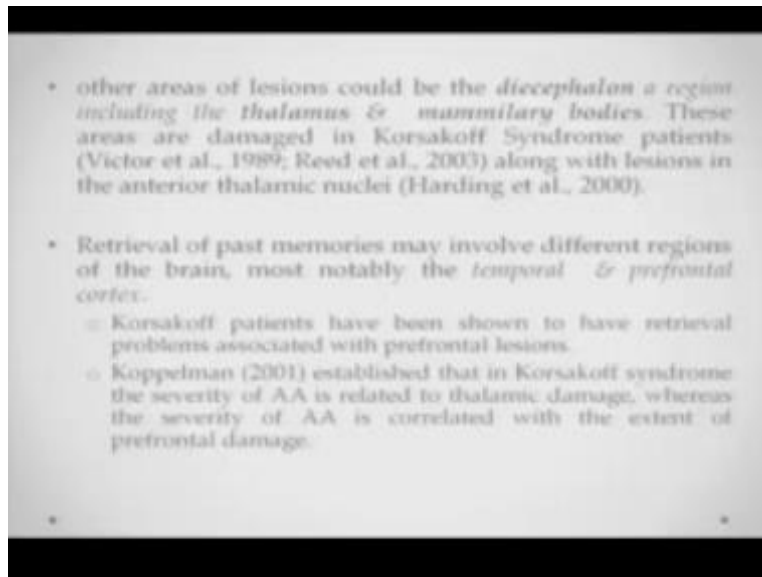 • other areas of lesions could be the diecephalon a region
including the thalamus & mammilary bodies. These
areas are damaged in Korsakoff Syndrome patients
(Victor et al., 1989; Reed et al., 2003) along with lesions in
the anterior thalamic nuclei (Harding et al., 2000).
• Retrieval of past memories may involve different regions
of the brain, most notably the temporal & prefrontal
cortex.
○ Korsakoff patients have been shown to have retrieval
problems associated with prefrontal lesions.
○ Koppelman (2001) established that in Korsakoff syndrome
the severity of AA is related to thalamic damage, whereas
the severity of AA is correlated with the extent of
prefrontal damage.